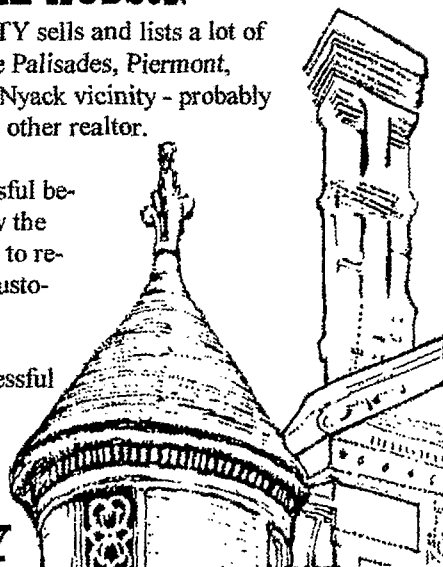 TY sells and lists a lot of
Palisades, Piermont,
Nyack vicinity - probably
other realtor.
sful be-
the
to re-
usto-
essful
Y